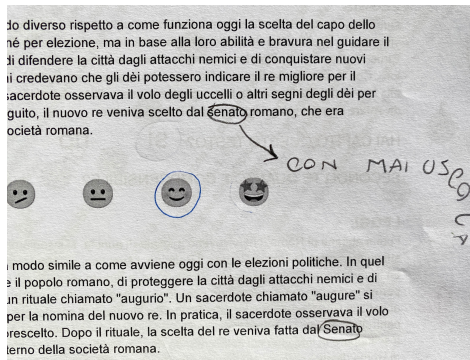 do diverso rispetto a come funziona oggi la scelta del capo dello
né per elezione, ma in base alla loro abilità e bravura nel guidare il
di difendere la città dagli attacchi nemici e di conquistare nuovi
ni credevano che gli dèi potessero indicare il re migliore per il
sacerdote osservava il volo degli uccelli o altri segni degli dèi per
guito, il nuovo re veniva scelto dal senato romano, che era
ocietà romana.
CON MAIUSCOLA
modo simile a come avviene oggi con le elezioni politiche. In quel
e il popolo romano, di proteggere la città dagli attacchi nemici e di
un rituale chiamato "augurio". Un sacerdote chiamato "augure" si
per la nomina del nuovo re. In pratica, il sacerdote osservava il volo
prescelto. Dopo il rituale, la scelta del re veniva fatta dal Senato
terno della società romana.